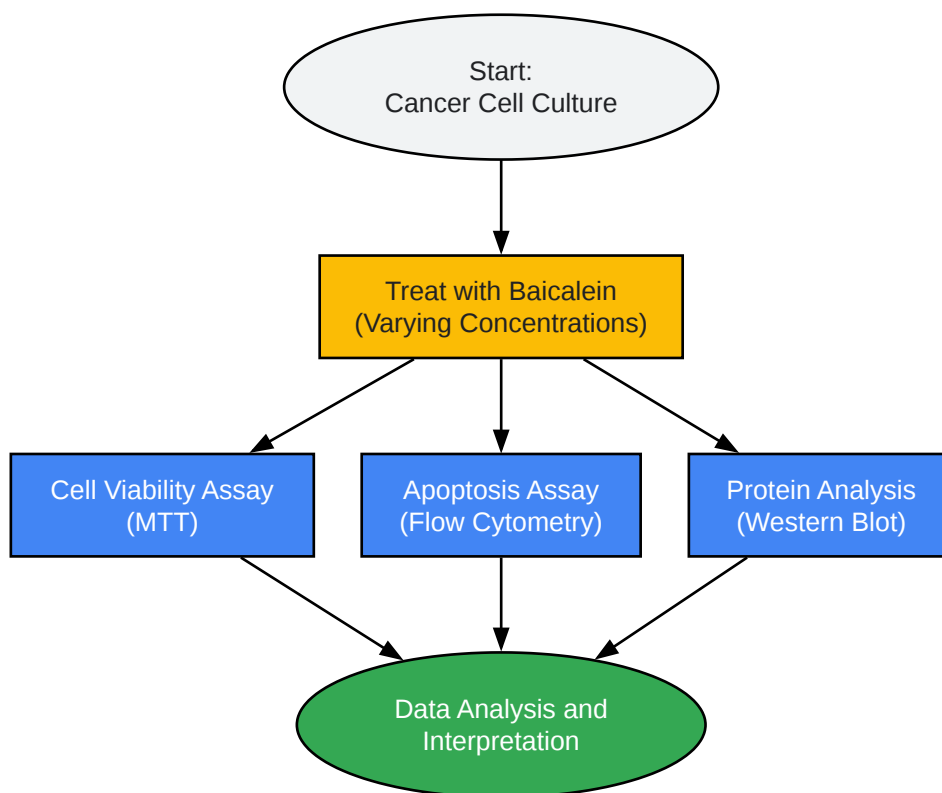 Start:
Cancer Cell Culture
Treat with Baicalein
(Varying Concentrations)
Cell Viability Assay
(MTT)
Apoptosis Assay
(Flow Cytometry)
Protein Analysis
(Western Blot)
Data Analysis and
Interpretation